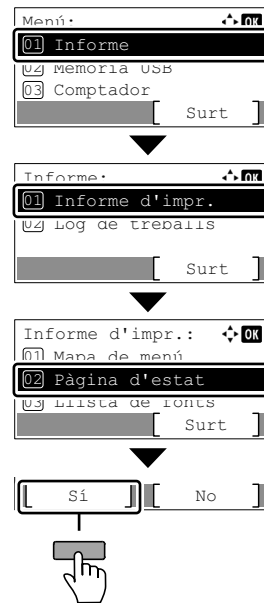 Menú: OK
01 Informe
02 Memòria USB
03 Comptador
[ Surt ]
Informe: OK
01 Informe d'impr.
02 Log de treballs
[ Surt ]
Informe d'impr.: OK
01 Mapa de menú
02 Pàgina d'estat
03 Llista de fonts
[ Surt ]
[ Sí ] [ No ]